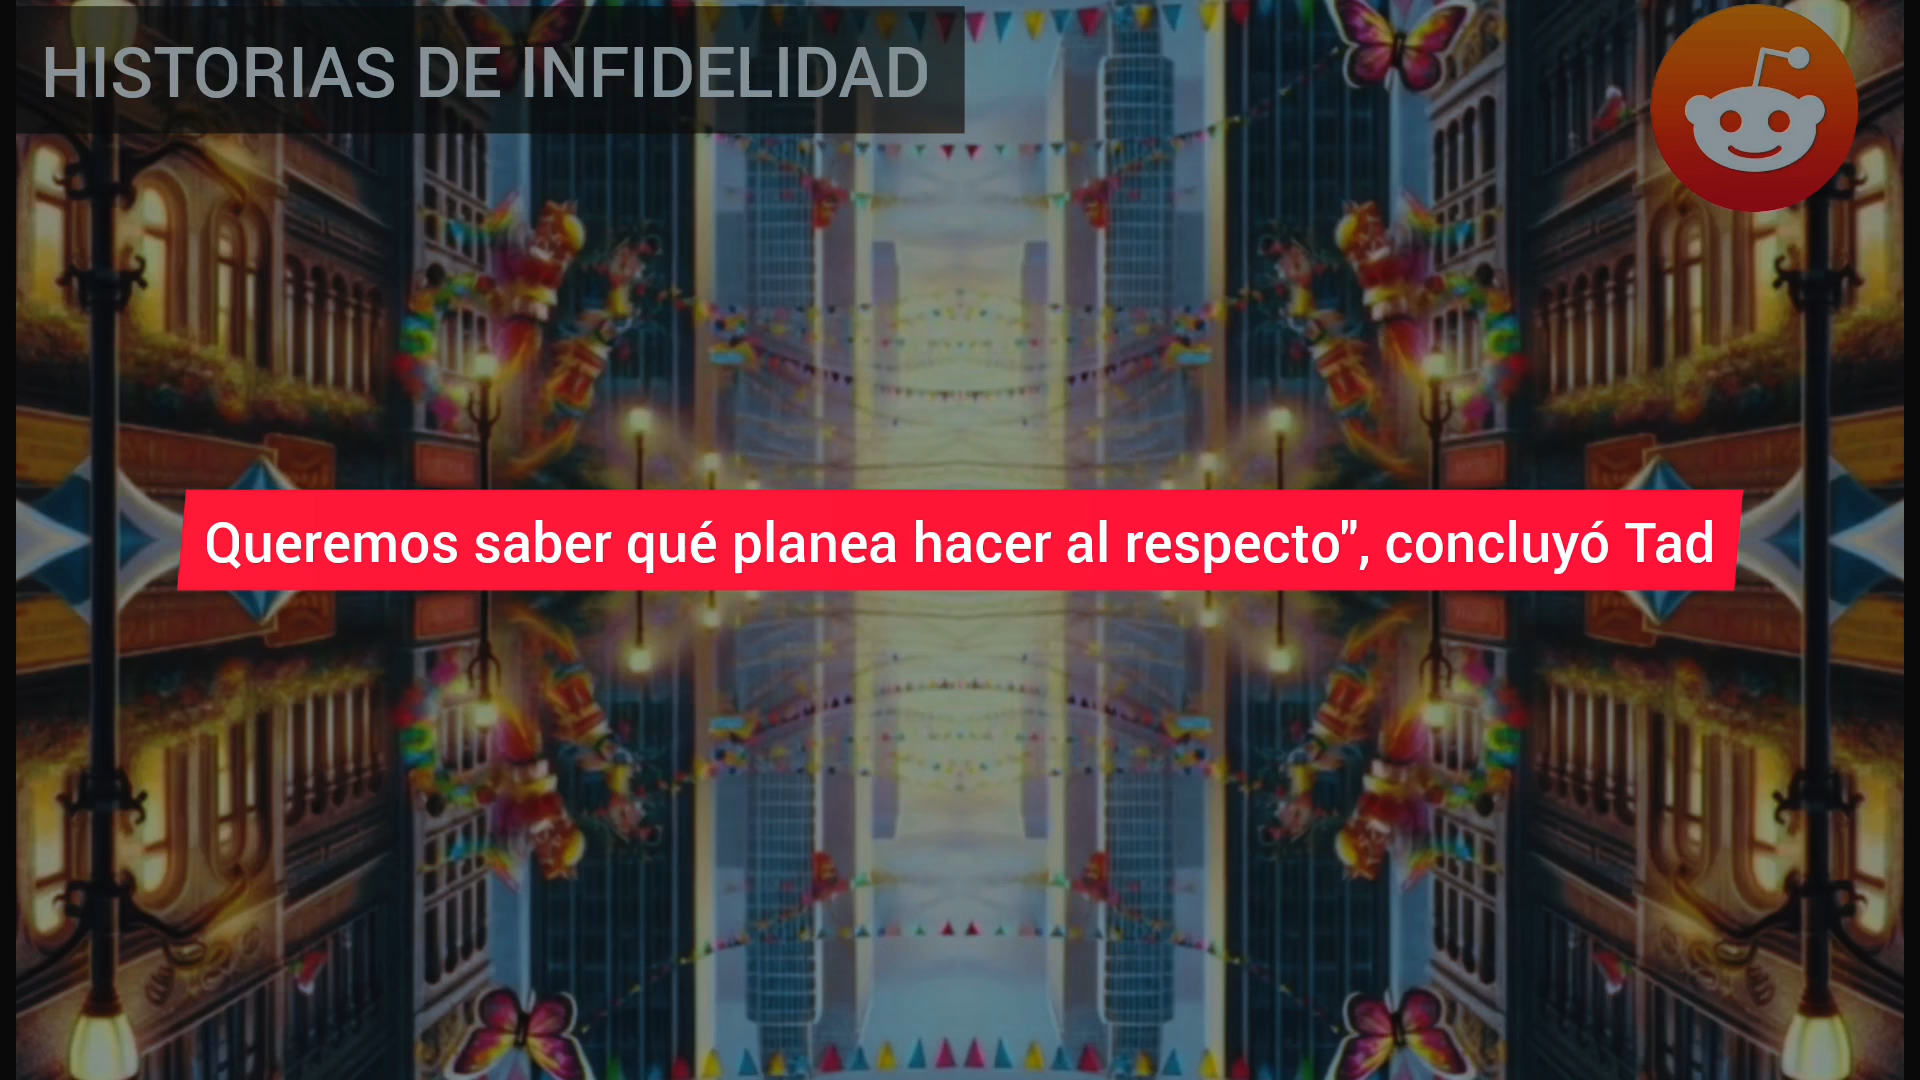 HISTORIAS DE INFIDELIDAD
Queremos saber qué planea hacer al respecto", concluyó Tad